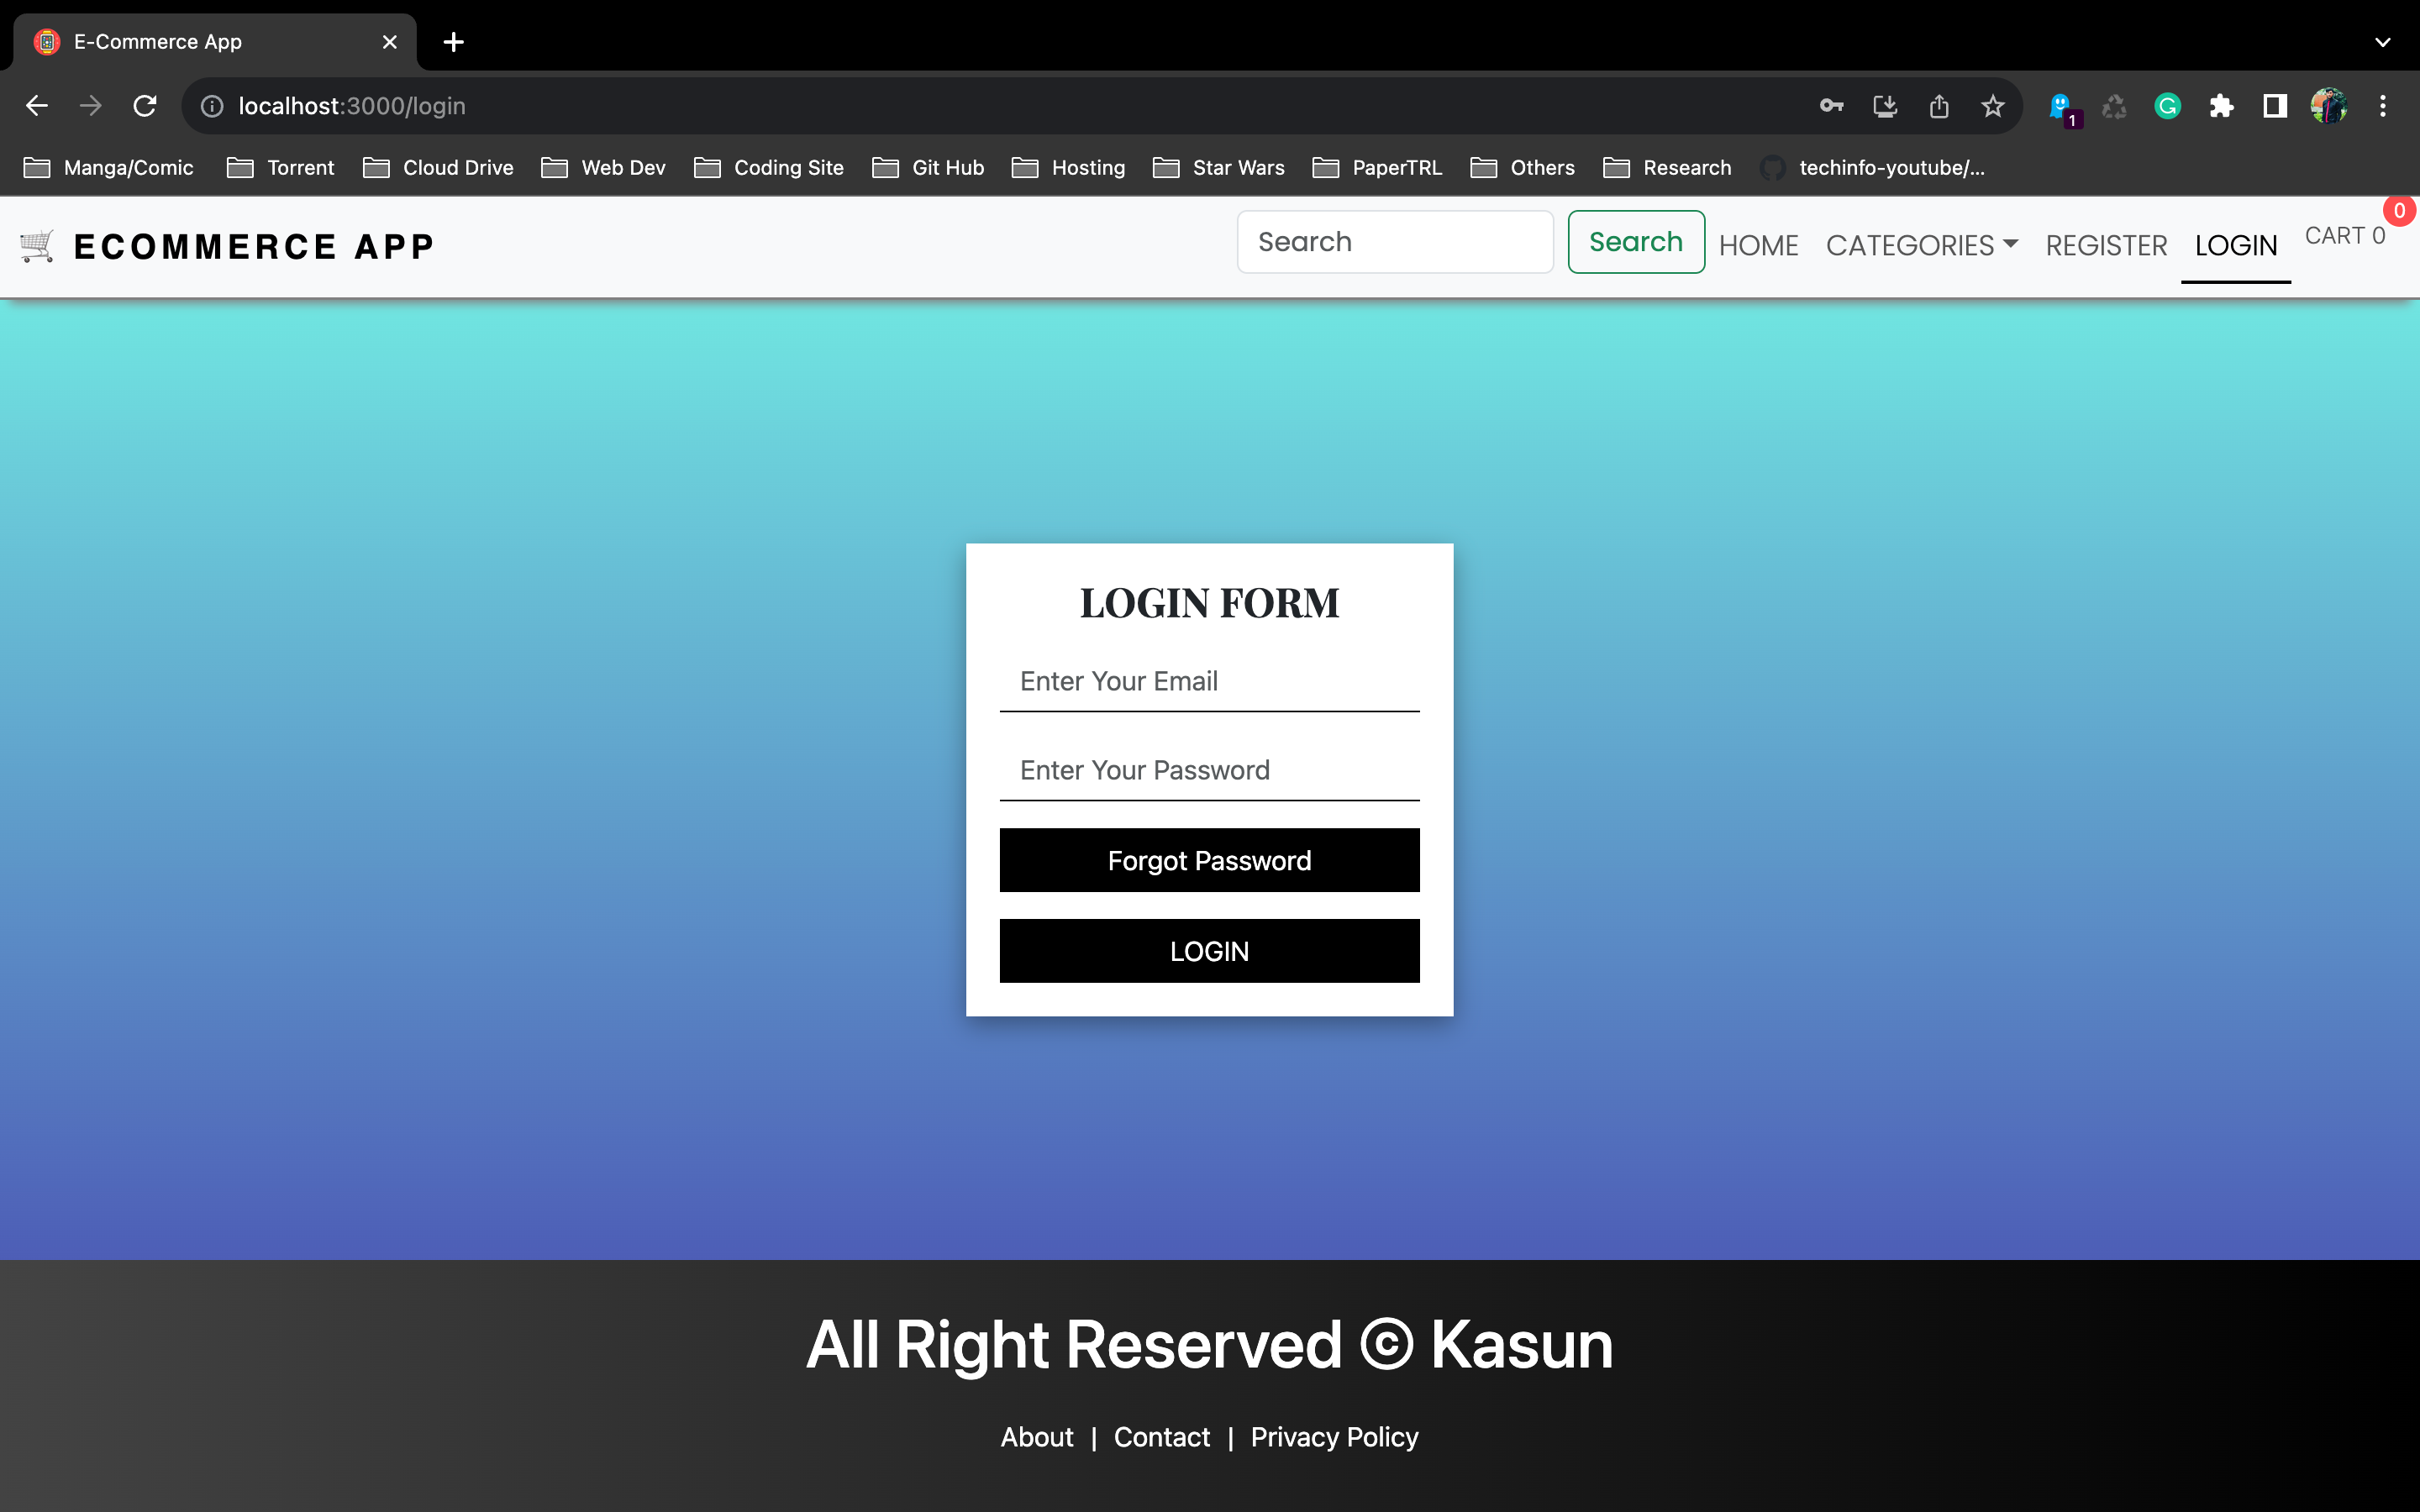 E-Commerce App
localhost:3000/login
1
Manga/Comic Torrent Cloud Drive Web Dev Coding Site Git Hub Hosting Star Wars PaperTRL Others Research techinfo-youtube/...
ECOMMERCE APP Search Search HOME CATEGORIES REGISTER LOGIN CART 0 0
LOGIN FORM
Enter Your Email
Enter Your Password
Forgot Password
LOGIN
All Right Reserved © Kasun
About | Contact | Privacy Policy